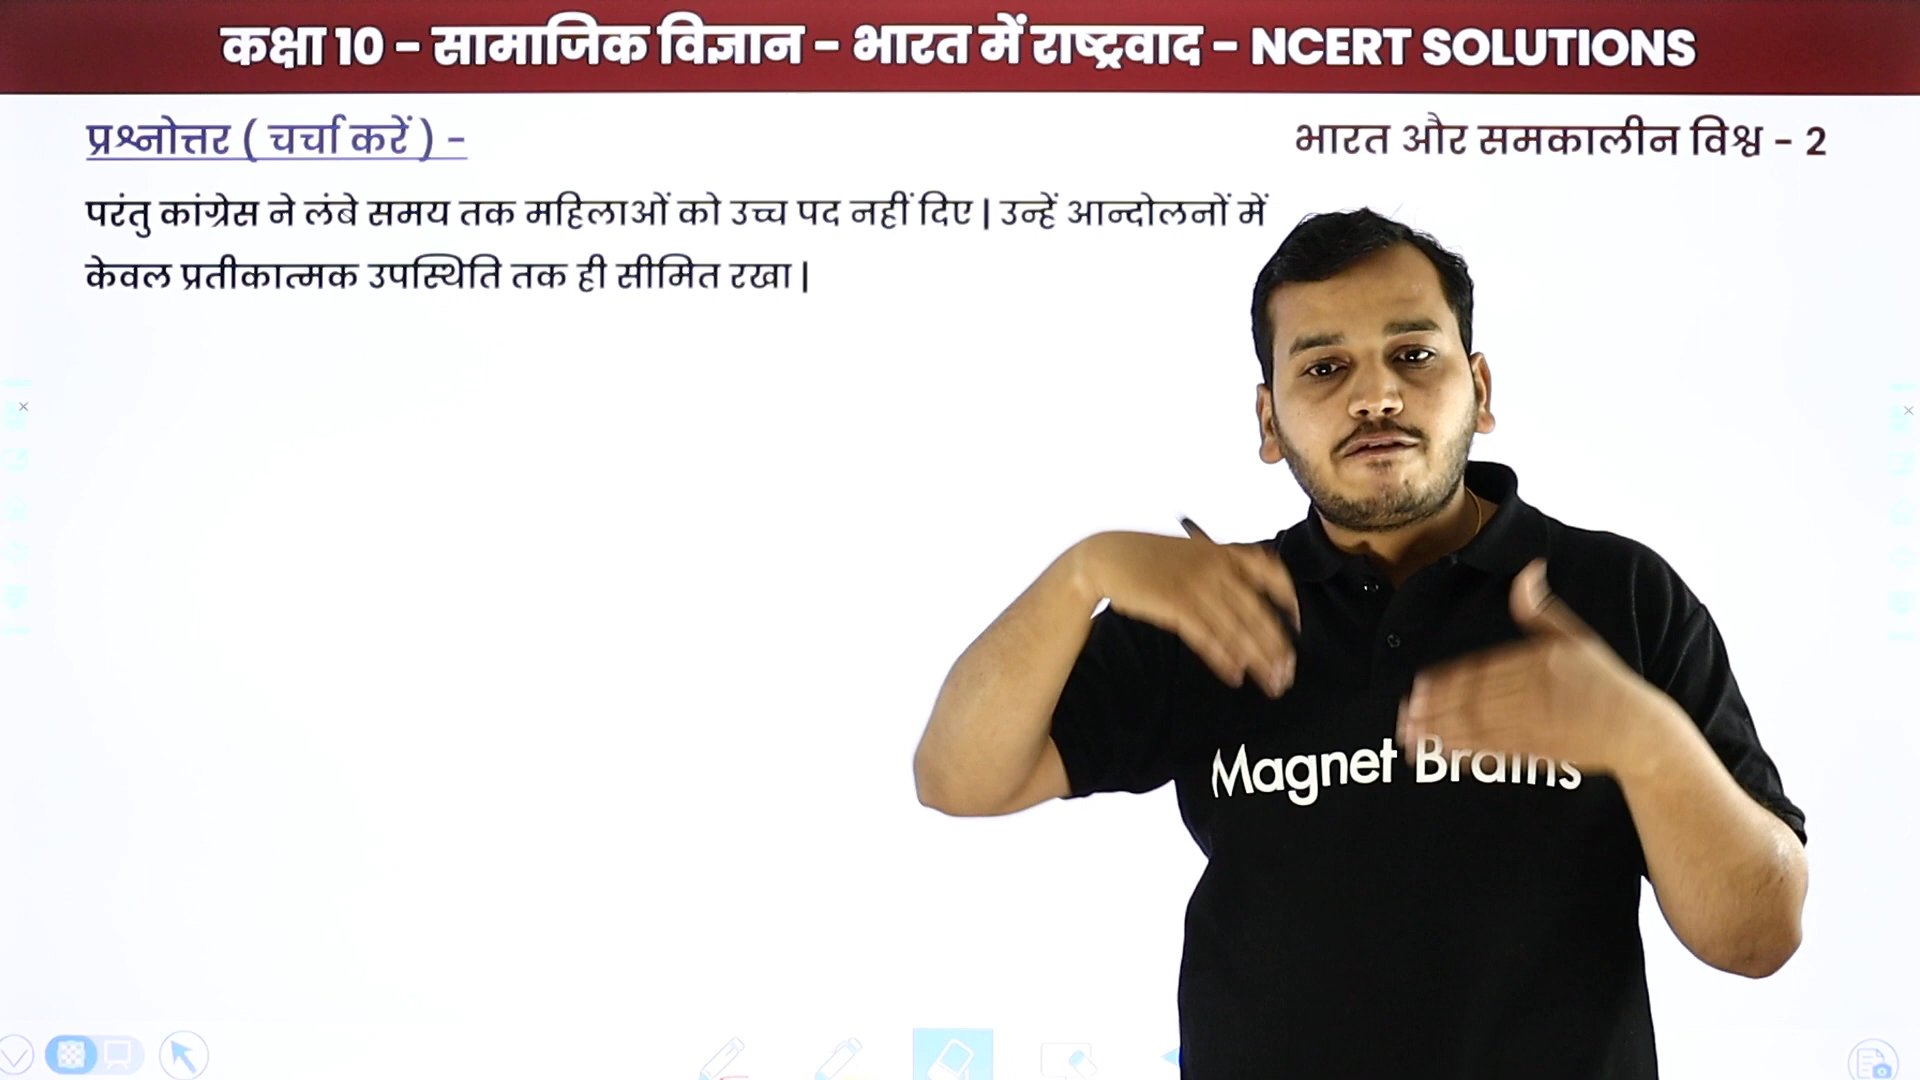 कक्षा 10 - सामाजिक विज्ञान - भारत में राष्ट्रवाद - NCERT SOLUTIONS
प्रश्नोत्तर ( चर्चा करें ) -
भारत और समकालीन विश्व - 2
परंतु कांग्रेस ने लंबे समय तक महिलाओं को उच्च पद नहीं दिए | उन्हें आन्दोलनों में
केवल प्रतीकात्मक उपस्थिति तक ही सीमित रखा |
Magnet Brains